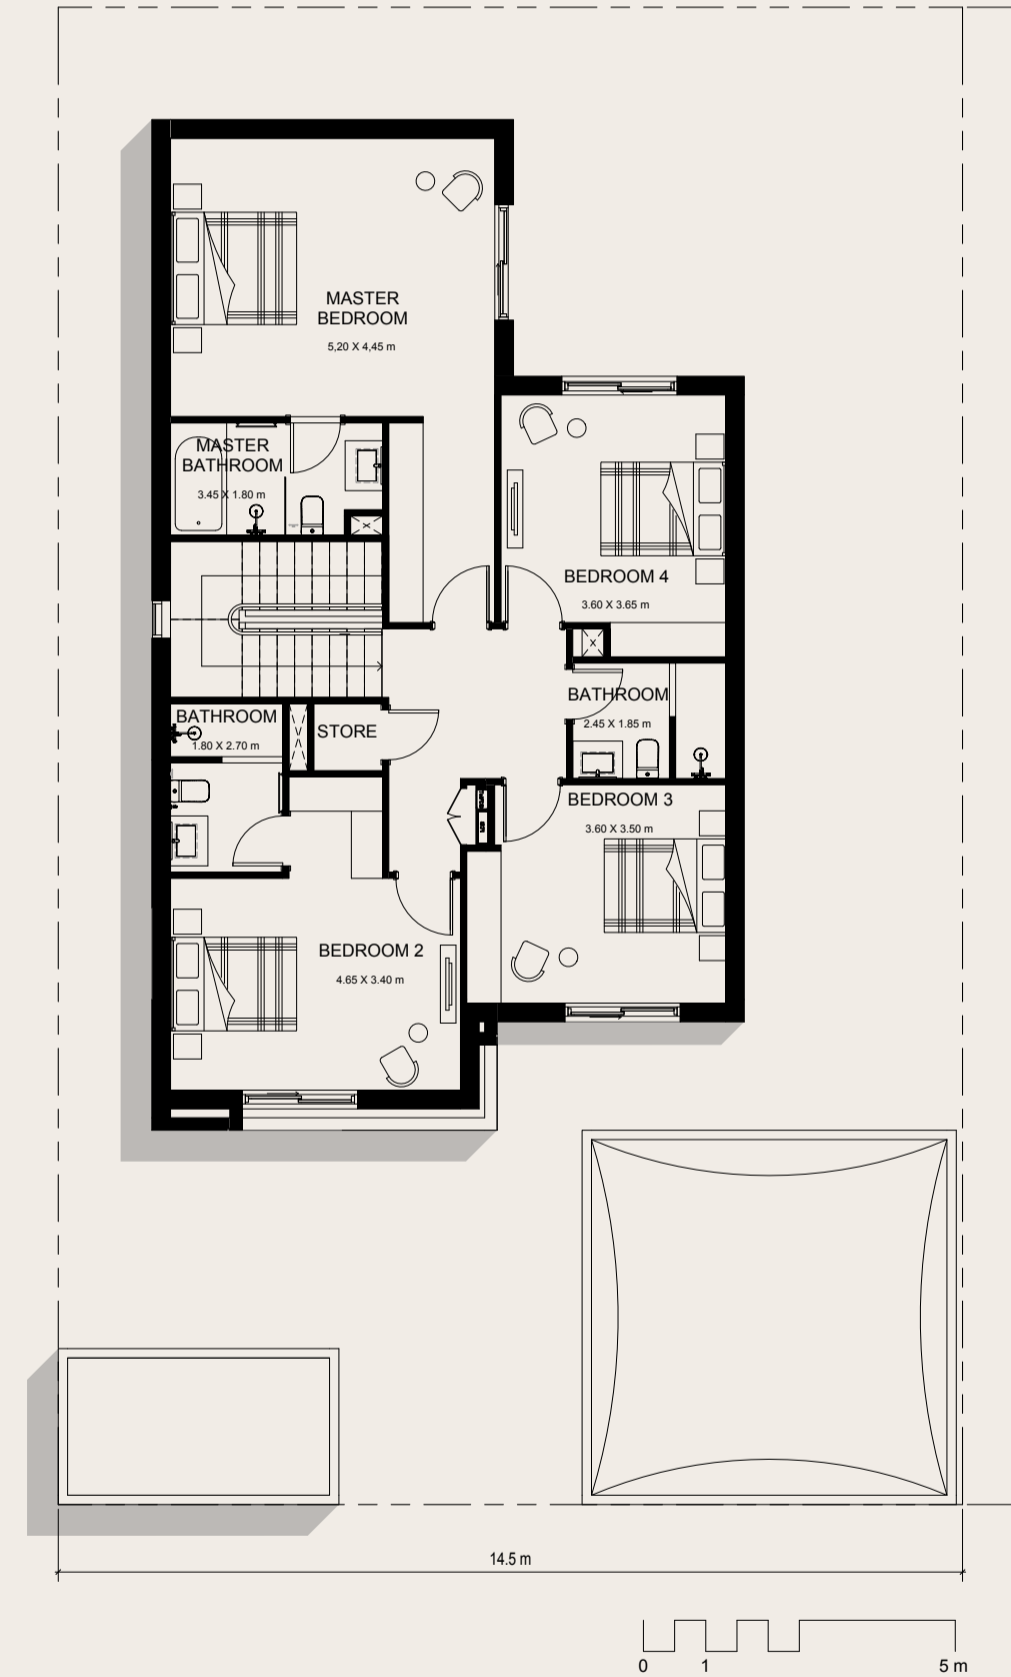 MASTER
BEDROOM
5,20 X 4,45 m
MASTER
BATHROOM
3.45 X 1.80 m
BEDROOM 4
3.60 X 3.65 m
BATHROOM
2.45 X 1.85 m
BATHROOM
1.80 X 2.70 m
STORE
BEDROOM 3
3.60 X 3.50 m
BEDROOM 2
4.65 X 3.40 m
14.5 m
0 1 5 m